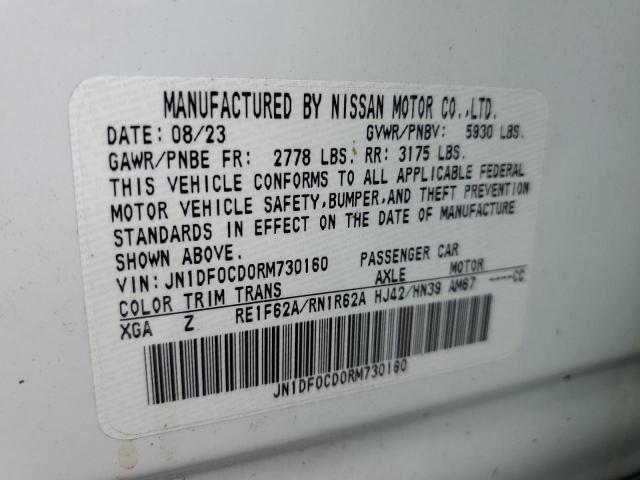 MANUFACTURED BY NISSAN MOTOR CO.,LTD.
DATE: 08/23 GVWR/PNBV: 5930 LBS.
GAWR/PNBE FR: 2778 LBS. RR: 3175 LBS.
THIS VEHICLE CONFORMS TO ALL APPLICABLE FEDERAL
MOTOR VEHICLE SAFETY,BUMPER,AND THEFT PREVENTION
STANDARDS IN EFFECT ON THE DATE OF MANUFACTURE
SHOWN ABOVE.
VIN: JN1DF0CD0RM730160 PASSENGER CAR
COLOR TRIM TRANS AXLE MOTOR
XGA Z RE1F62A/RN1R62A HJ42/HN39 AM67 ----CC
JN1DF0CD0RM730160